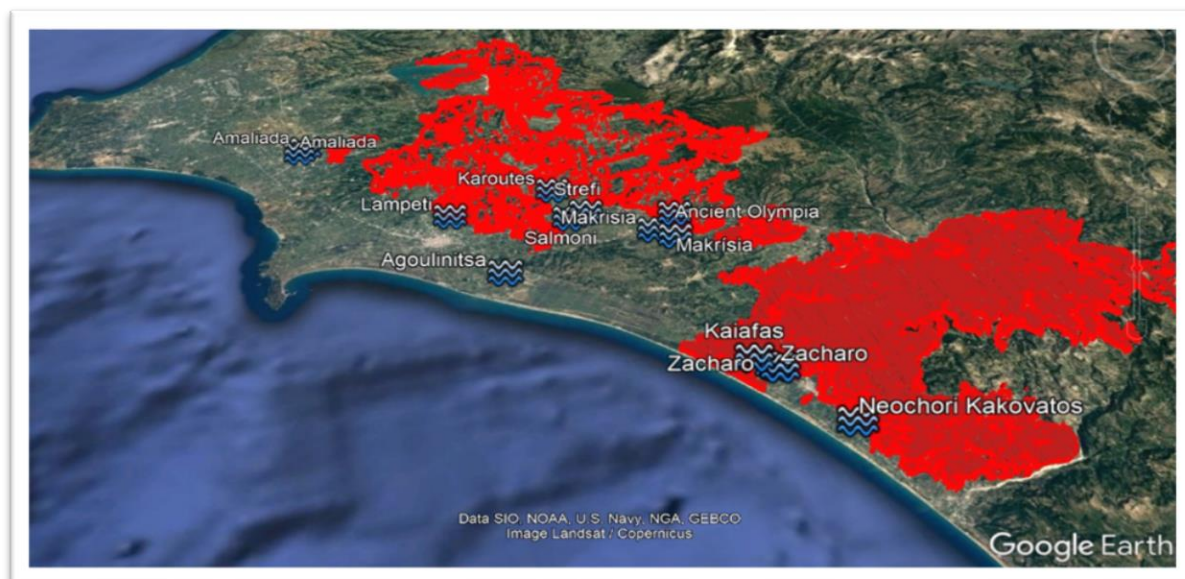 Amaliada
Amaliada
Karoutes
Strefi
Lampeti
Makrisia
Ancient Olympia
Salmoni
Makrisia
Agoulinitsa
Kaiafas
Zacharo
Zacharo
Neochori Kakovatos
Data SIO, NOAA, U.S. Navy, NGA, GEBCO
Image Landsat / Copernicus
Google Earth